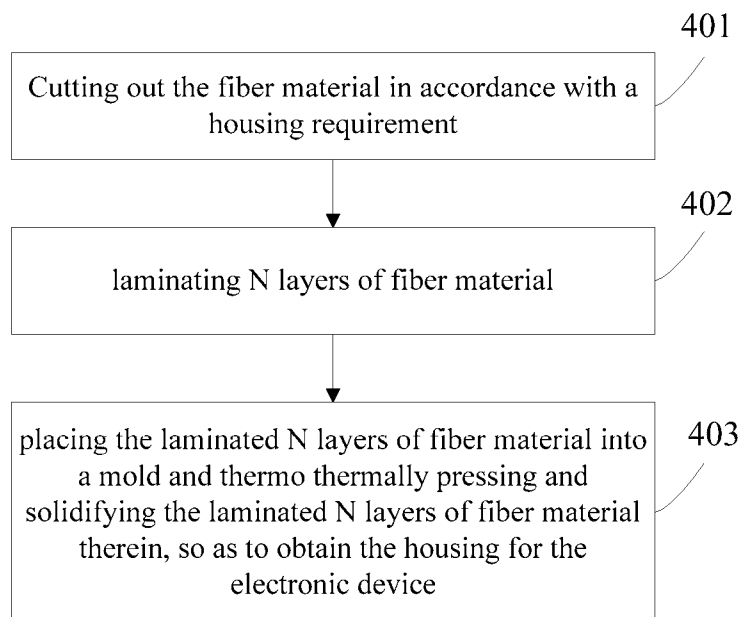 401
Cutting out the fiber material in accordance with a
housing requirement
402
laminating N layers of fiber material
403
placing the laminated N layers of fiber material into
a mold and thermo thermally pressing and
solidifying the laminated N layers of fiber material
therein, so as to obtain the housing for the
electronic device